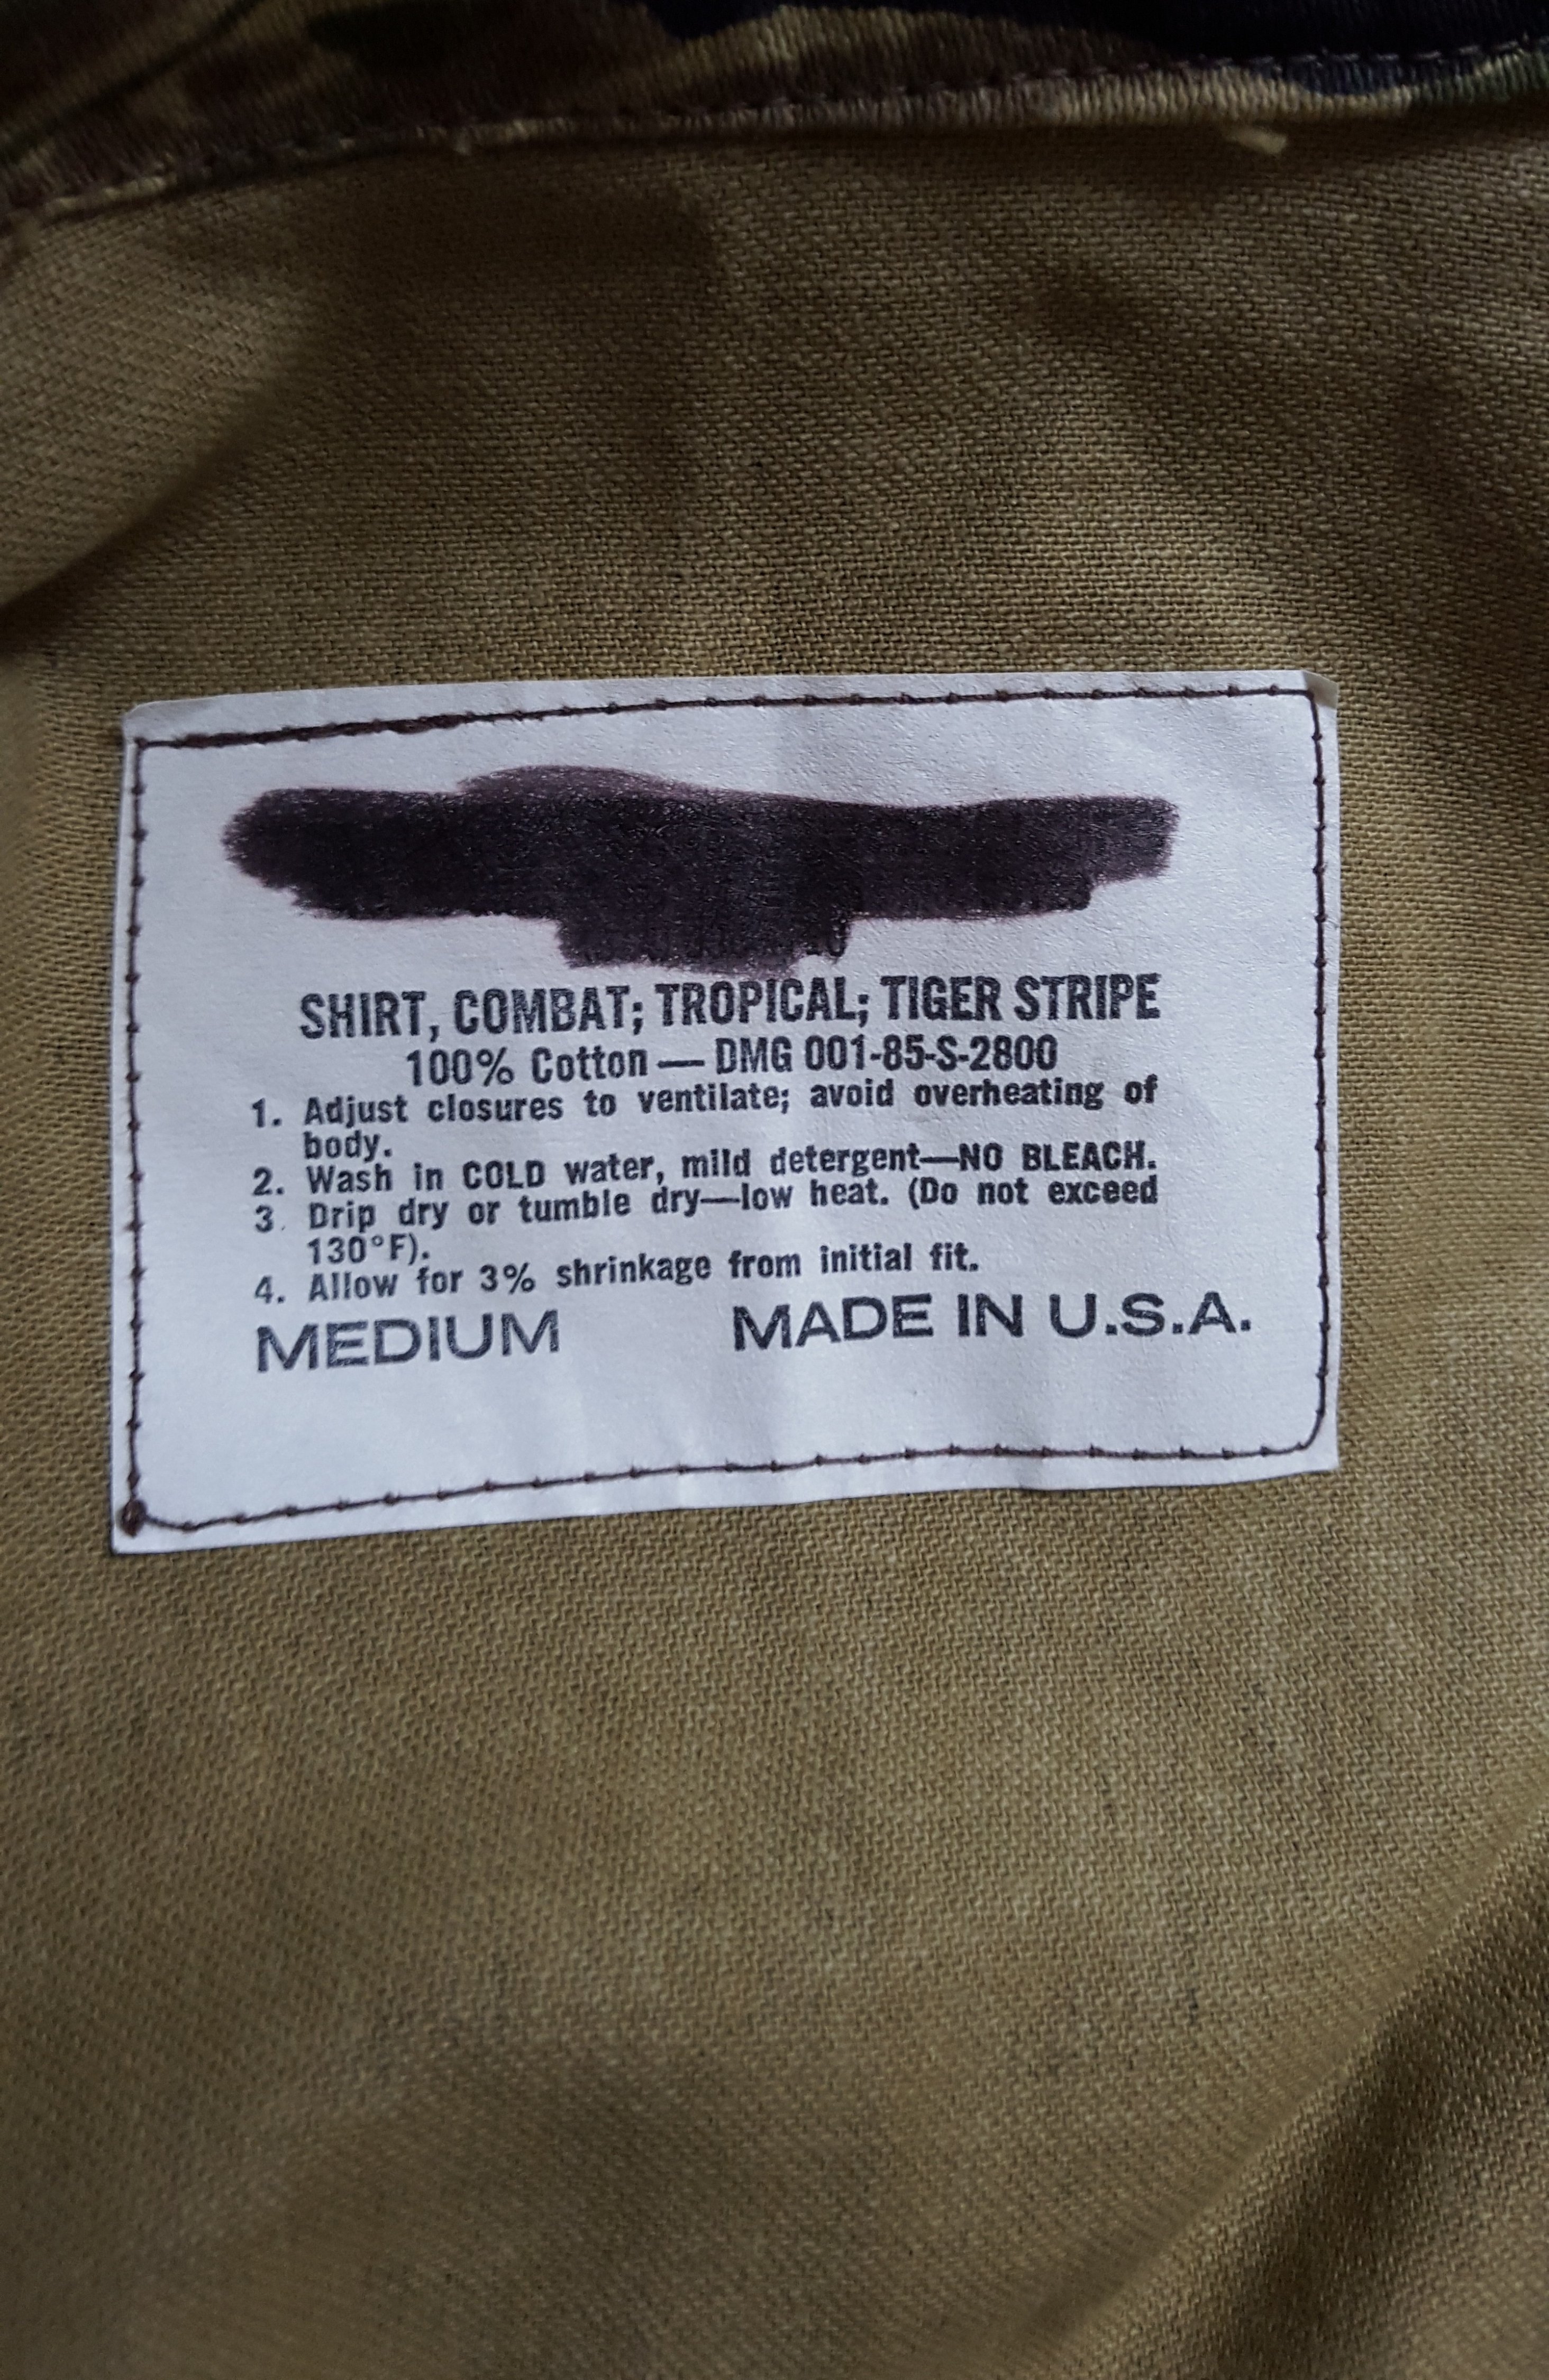 SHIRT, COMBAT; TROPICAL; TIGER STRIPE
100% Cotton — DMG 001-85-S-2800
1. Adjust closures to ventilate; avoid overheating of
body.
2. Wash in COLD water, mild detergent—NO BLEACH.
3. Drip dry or tumble dry—low heat. (Do not exceed
130°F).
4. Allow for 3% shrinkage from initial fit.
MEDIUM MADE IN U.S.A.